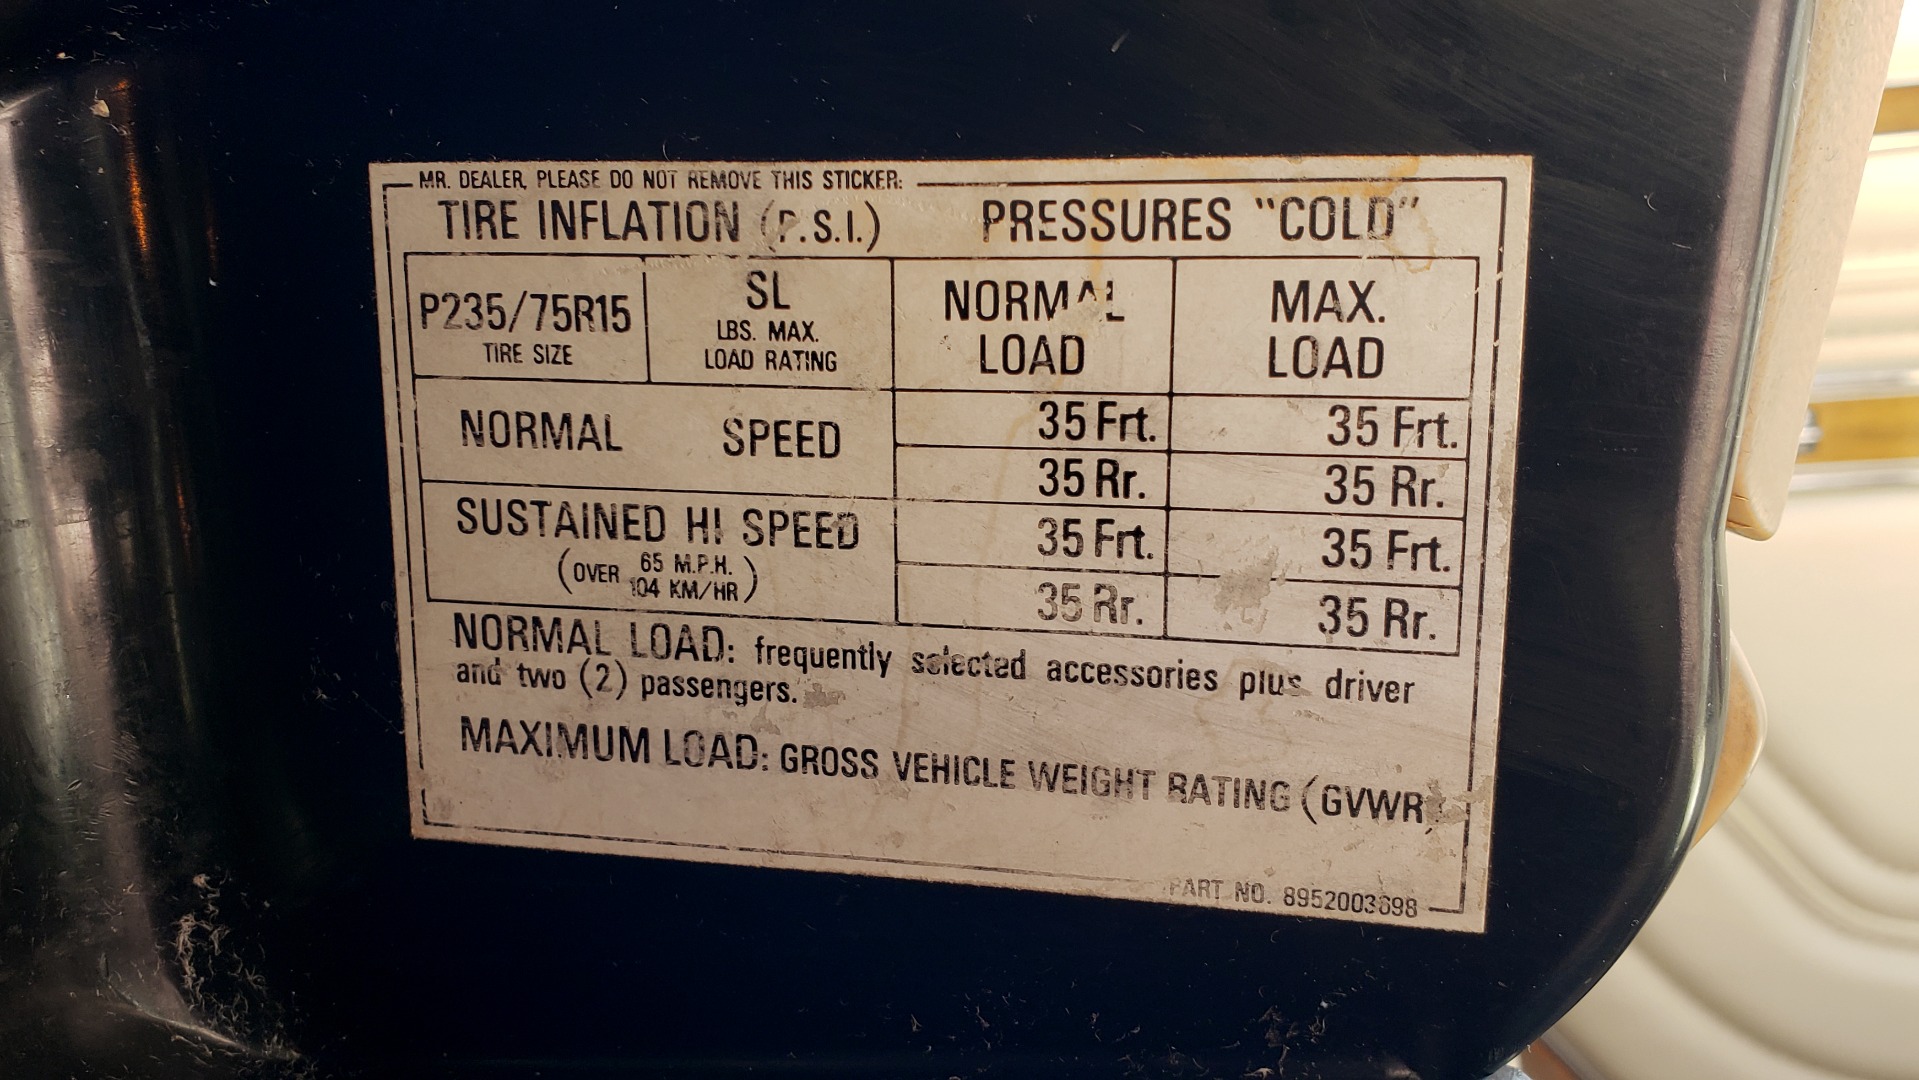 MR. DEALER, PLEASE DO NOT REMOVE THIS STICKER:
TIRE INFLATION (P.S.I.) PRESSURES "COLD"
P235/75R15
TIRE SIZE
SL
LBS. MAX.
LOAD RATING
NORMAL
LOAD
MAX.
LOAD
NORMAL SPEED
35 Frt.
35 Frt.
35 Rr.
35 Rr.
SUSTAINED HI SPEED
(OVER 65 M.P.H.
104 KM/HR)
35 Frt.
35 Frt.
35 Rr.
35 Rr.
NORMAL LOAD: frequently selected accessories plus driver
and two (2) passengers.
MAXIMUM LOAD: GROSS VEHICLE WEIGHT RATING (GVWR)
PART NO. 8952003698